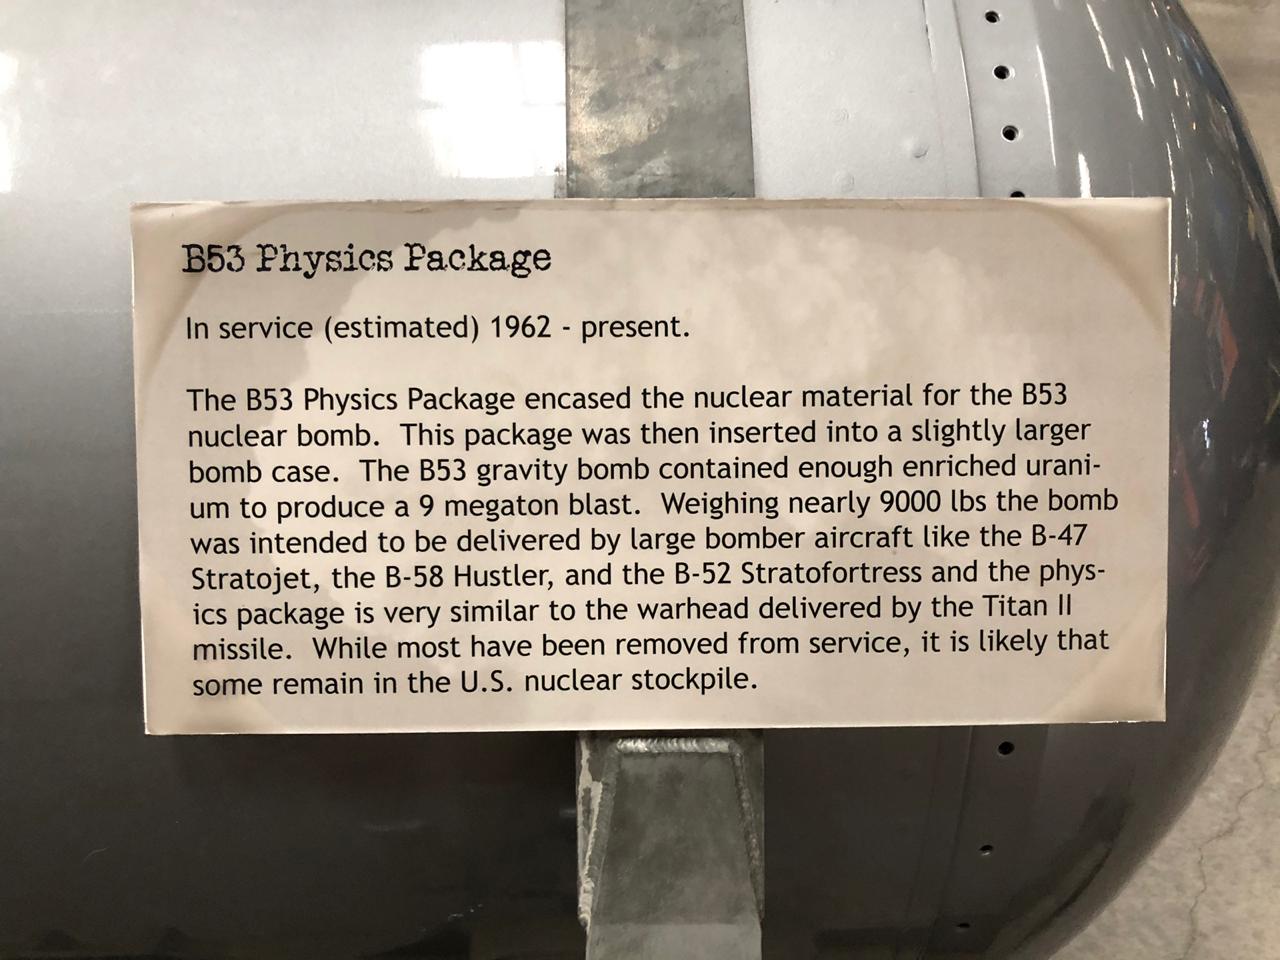 B53 Physics Package
In service (estimated) 1962 - present.
The B53 Physics Package encased the nuclear material for the B53
nuclear bomb.  This package was then inserted into a slightly larger
bomb case.  The B53 gravity bomb contained enough enriched urani-
um to produce a 9 megaton blast.  Weighing nearly 9000 lbs the bomb
was intended to be delivered by large bomber aircraft like the B-47
Stratojet, the B-58 Hustler, and the B-52 Stratofortress and the phys-
ics package is very similar to the warhead delivered by the Titan II
missile.  While most have been removed from service, it is likely that
some remain in the U.S. nuclear stockpile.